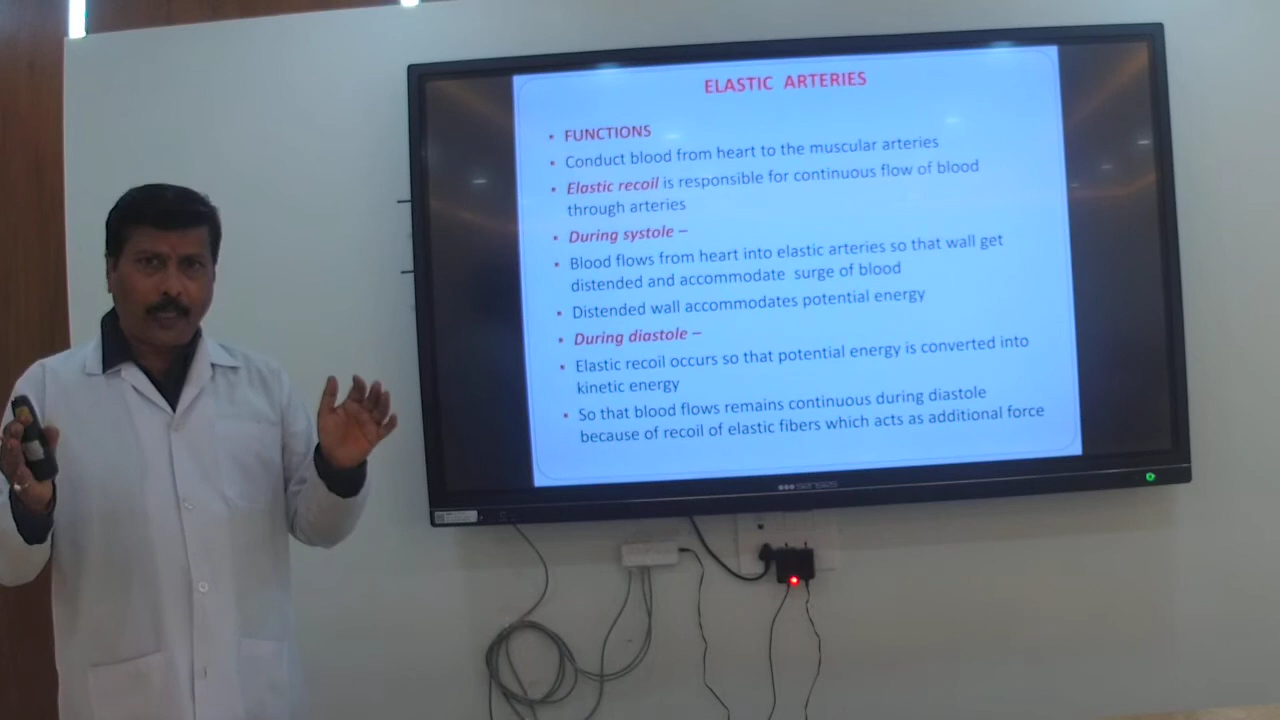 ELASTIC ARTERIES
• FUNCTIONS
• Conduct blood from heart to the muscular arteries
• Elastic recoil is responsible for continuous flow of blood
through arteries
• During systole –
• Blood flows from heart into elastic arteries so that wall get
distended and accommodate surge of blood
• Distended wall accommodates potential energy
• During diastole –
• Elastic recoil occurs so that potential energy is converted into
kinetic energy
• So that blood flows remains continuous during diastole
because of recoil of elastic fibers which acts as additional force